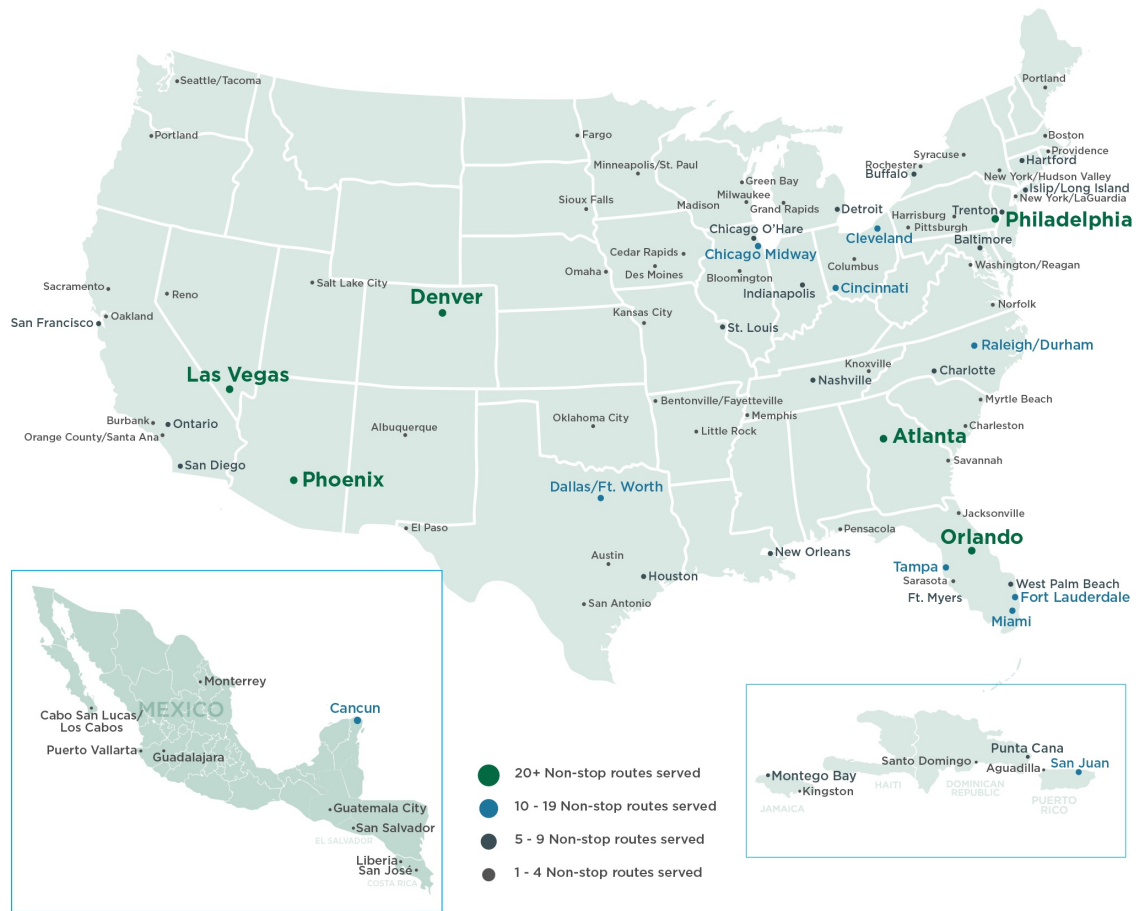 Portland
Seattle/Tacoma
Portland
Fargo
Boston
Providence
Syracuse
Hartford
Rochester
Buffalo
Minneapolis/St. Paul
New York/Hudson Valley
Green Bay
Islip/Long Island
Milwaukee
New York/LaGuardia
Sioux Falls
Madison
Grand Rapids
Detroit
Trenton
Harrisburg
Philadelphia
Pittsburgh
Chicago O'Hare
Cleveland
Baltimore
Chicago Midway
Cedar Rapids
Columbus
Washington/Reagan
Omaha
Des Moines
Bloomington
Salt Lake City
Sacramento
Cincinnati
Indianapolis
Reno
Denver
Norfolk
Kansas City
Oakland
San Francisco
St. Louis
Raleigh/Durham
Knoxville
Las Vegas
Nashville
Charlotte
Bentonville/Fayetteville
Myrtle Beach
Memphis
Oklahoma City
Burbank
Ontario
Albuquerque
Little Rock
Charleston
Orange County/Santa Ana
Atlanta
Savannah
San Diego
Phoenix
Dallas/Ft. Worth
Jacksonville
El Paso
Pensacola
Orlando
New Orleans
Austin
Tampa
Houston
Sarasota
West Palm Beach
Ft. Myers
Fort Lauderdale
San Antonio
Miami
Monterrey
MEXICO
Cancun
Cabo San Lucas/
Los Cabos
Puerto Vallarta
Guadalajara
Guatemala City
San Salvador
EL SALVADOR
Liberia
San José
COSTA RICA
20+ Non-stop routes served
10 - 19 Non-stop routes served
5 - 9 Non-stop routes served
1 - 4 Non-stop routes served
Punta Cana
Santo Domingo
San Juan
Aguadilla
Montego Bay
Kingston
HAITI
DOMINICAN
REPUBLIC
JAMAICA
PUERTO
RICO